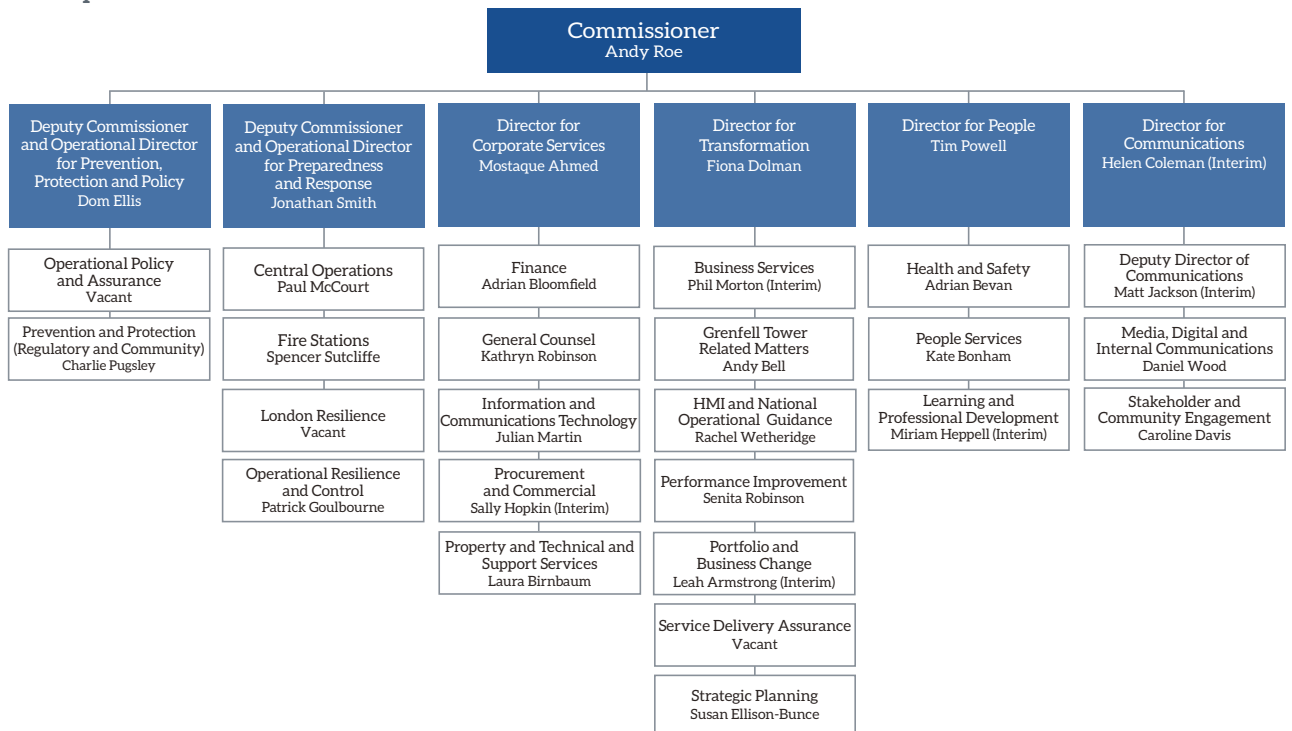 Commissioner
Andy Roe
Deputy Commissioner
and Operational Director
for Prevention,
Protection and Policy
Dom Ellis
Operational Policy
and Assurance
Vacant
Prevention and Protection
(Regulatory and Community)
Charlie Pugsley
Deputy Commissioner
and Operational Director
for Preparedness
and Response
Jonathan Smith
Central Operations
Paul McCourt
Fire Stations
Spencer Sutcliffe
London Resilience
Vacant
Operational Resilience
and Control
Patrick Goulbourne
Director for
Corporate Services
Mostaque Ahmed
Finance
Adrian Bloomfield
General Counsel
Kathryn Robinson
Information and
Communications Technology
Julian Martin
Procurement
and Commercial
Sally Hopkin (Interim)
Property and Technical and
Support Services
Laura Birnbaum
Director for
Transformation
Fiona Dolman
Business Services
Phil Morton (Interim)
Grenfell Tower
Related Matters
Andy Bell
HMI and National
Operational Guidance
Rachel Wetheridge
Performance Improvement
Senita Robinson
Portfolio and
Business Change
Leah Armstrong (Interim)
Service Delivery Assurance
Vacant
Strategic Planning
Susan Ellison-Bunce
Director for People
Tim Powell
Health and Safety
Adrian Bevan
People Services
Kate Bonham
Learning and
Professional Development
Miriam Heppell (Interim)
Director for
Communications
Helen Coleman (Interim)
Deputy Director of
Communications
Matt Jackson (Interim)
Media, Digital and
Internal Communications
Daniel Wood
Stakeholder and
Community Engagement
Caroline Davis